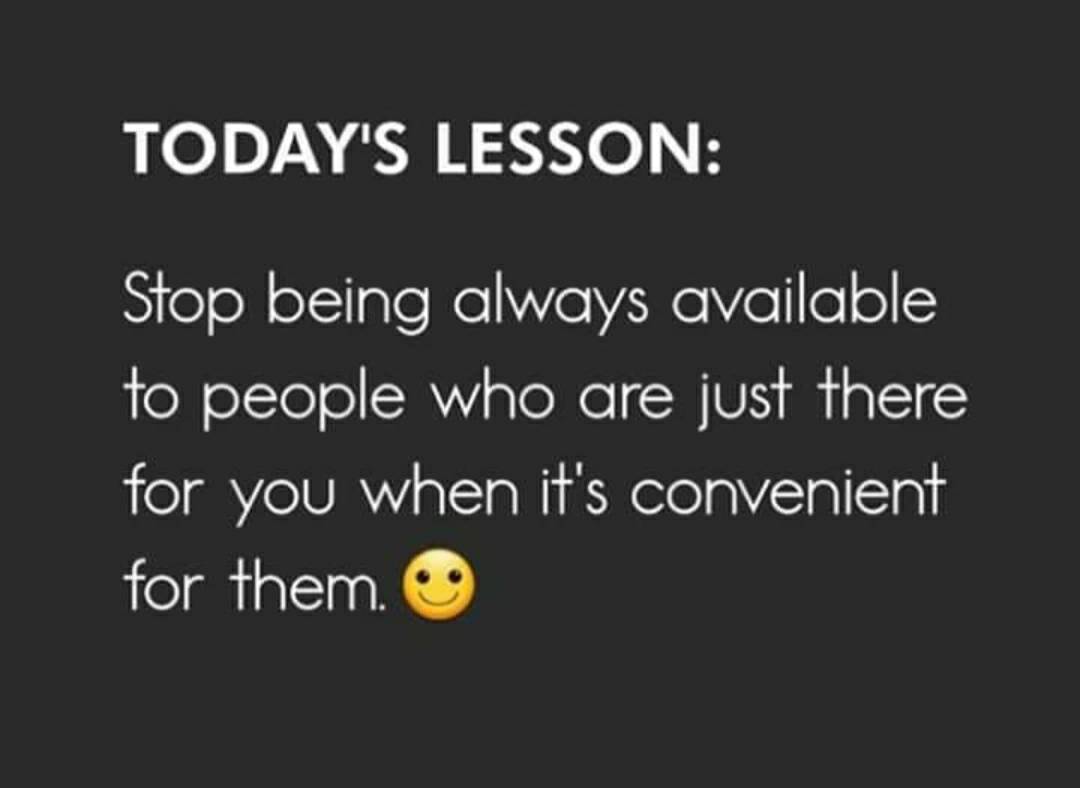 TODAY'S LESSON:
Stop being always available
to people who are just there
for you when it's convenient
for them. 🙂